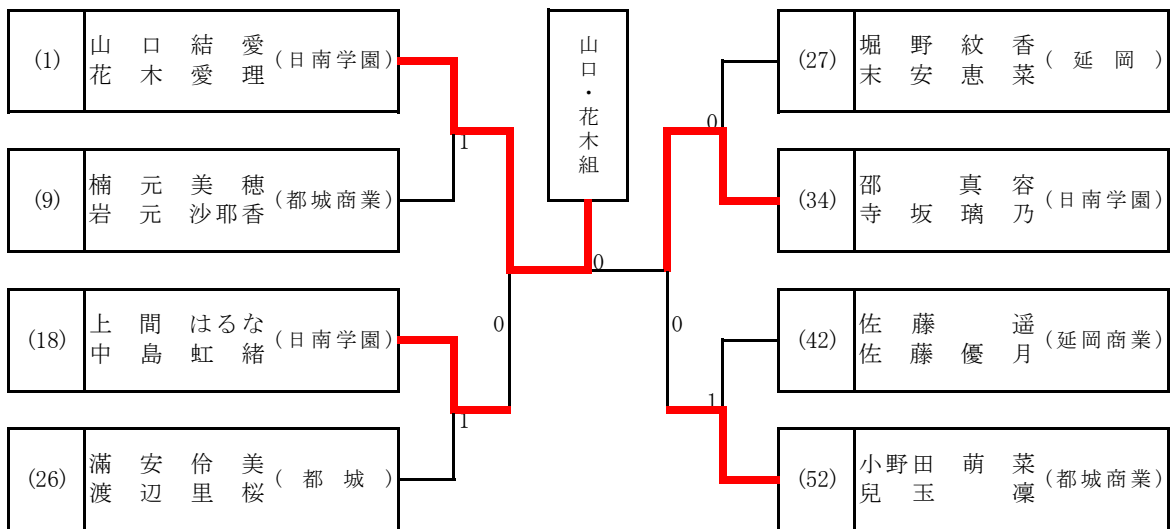 (1) 山口結愛 (日南学園)
花木愛理
(9) 楠元美穂 (都城商業)
岩元沙耶香
(18) 上間はるな (日南学園)
中島虹緒
(26) 満安伶美 (都城)
渡辺里桜
1
1
0
山口・花木組
0
0
0
1
(27) 堀野紋香 (延岡)
末安恵菜
(34) 邵真容 (日南学園)
寺坂璃乃
(42) 佐藤遥 (延岡商業)
佐藤優月
(52) 小野田萌菜 (都城商業)
兒玉凜